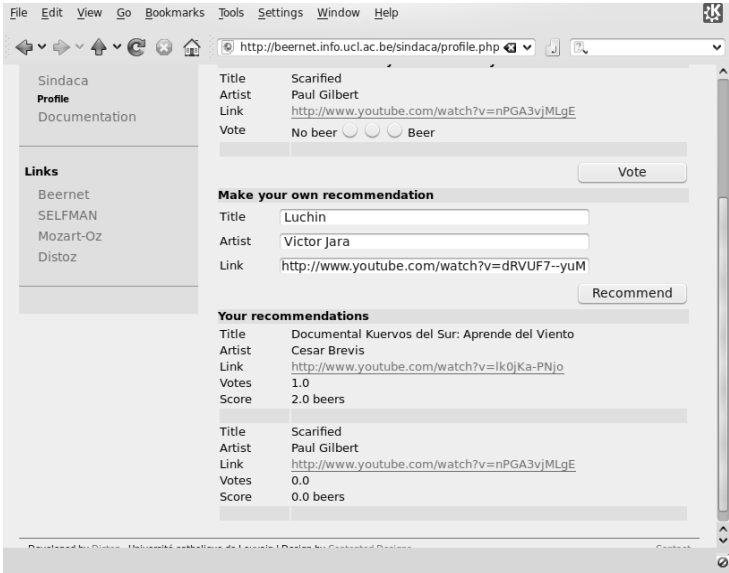 File Edit View Go Bookmarks Tools Settings Window Help
http://beernet.info.ucl.ac.be/sindaca/profile.php
Sindaca
Profile
Documentation
Links
Beernet
SELFMAN
Mozart-Oz
Distoz
Title Scarified
Artist Paul Gilbert
Link http://www.youtube.com/watch?v=nPGA3vjMLgE
Vote No beer Beer
Vote
Make your own recommendation
Title Luchin
Artist Victor Jara
Link http://www.youtube.com/watch?v=dRVUF7--yuM
Recommend
Your recommendations
Title Documental Kuervos del Sur: Aprende del Viento
Artist Cesar Brevis
Link http://www.youtube.com/watch?v=lk0jKa-PNjo
Votes 1.0
Score 2.0 beers
Title Scarified
Artist Paul Gilbert
Link http://www.youtube.com/watch?v=nPGA3vjMLgE
Votes 0.0
Score 0.0 beers